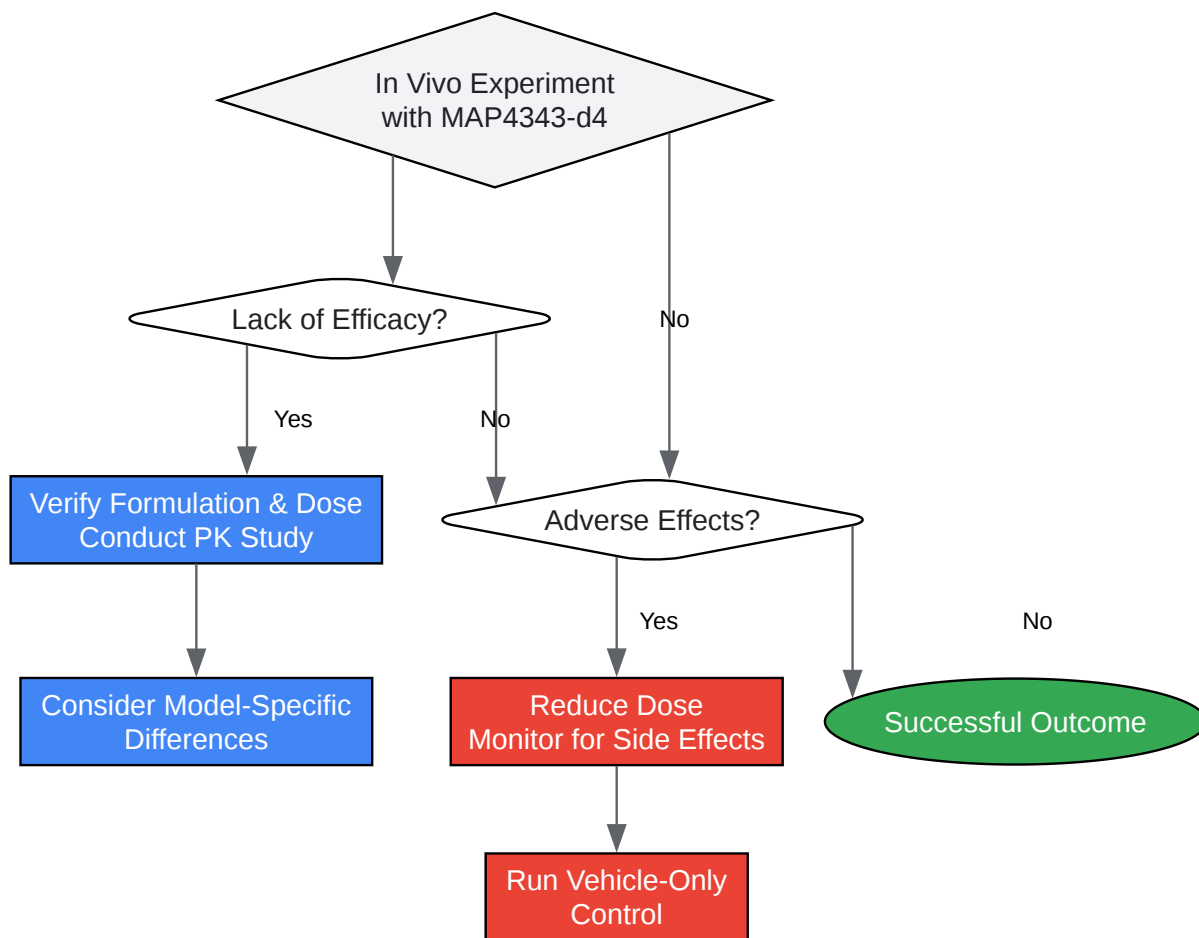 In Vivo Experiment
with MAP4343-d4
Lack of Efficacy?
No
Yes
No
Verify Formulation & Dose
Conduct PK Study
Adverse Effects?
Yes
No
Consider Model-Specific
Differences
Reduce Dose
Monitor for Side Effects
Successful Outcome
Run Vehicle-Only
Control